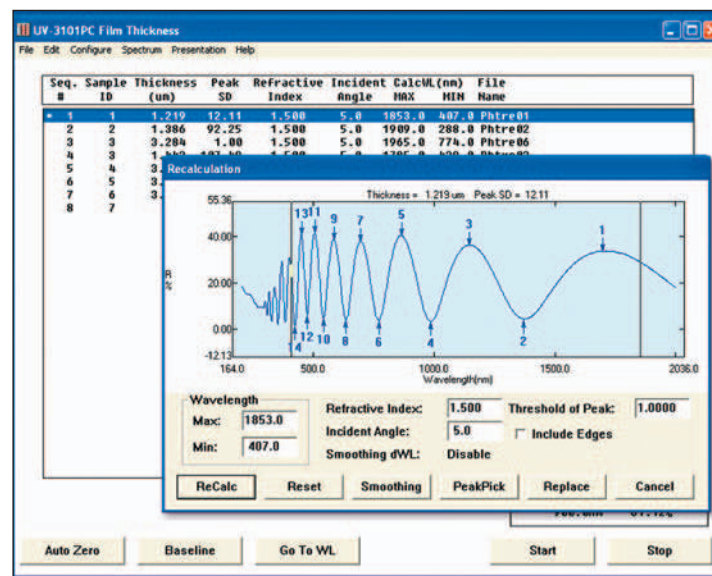 UV-3101PC Film Thickness
File Edit Configure Spectrum Presentation Help
Seq. Sample Thickness Peak Refractive Incident CalcWL(nm) File
# ID (um) SD Index Angle MAX MIN Name
* 1 1 1.219 12.11 1.500 5.0 1853.0 407.0 Phtre01
2 2 1.386 92.25 1.500 5.0 1909.0 288.0 Phtre02
3 3 3.284 1.00 1.500 5.0 1965.0 774.0 Phtre06
4 3
5 4 3.
6 5 3.
7 6 3.
8 7
Recalculation
Thickness = 1.219 um Peak SD = 12.11
55.36
13 11 9 7 5 3 1
40.00
R
%
20.00
0.00
14 12 10 8 6 4 2
-12.13
164.0 500.0 1000.0 1500.0 2036.0
Wavelength(nm)
Wavelength
Max: 1853.0
Min: 407.0
Refractive Index: 1.500 Threshold of Peak: 1.0000
Incident Angle: 5.0 Include Edges
Smoothing dWL: Disable
ReCalc Reset Smoothing PeakPick Replace Cancel
Auto Zero Baseline Go To WL Start Stop